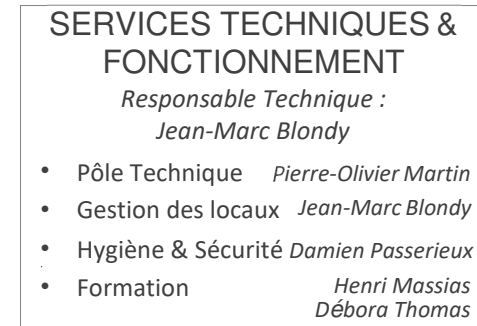 SERVICES TECHNIQUES &
FONCTIONNEMENT
Responsable Technique :
Jean-Marc Blondy
• Pôle Technique Pierre-Olivier Martin
• Gestion des locaux Jean-Marc Blondy
• Hygiène & Sécurité Damien Passerieux
• Formation Henri Massias
Débora Thomas